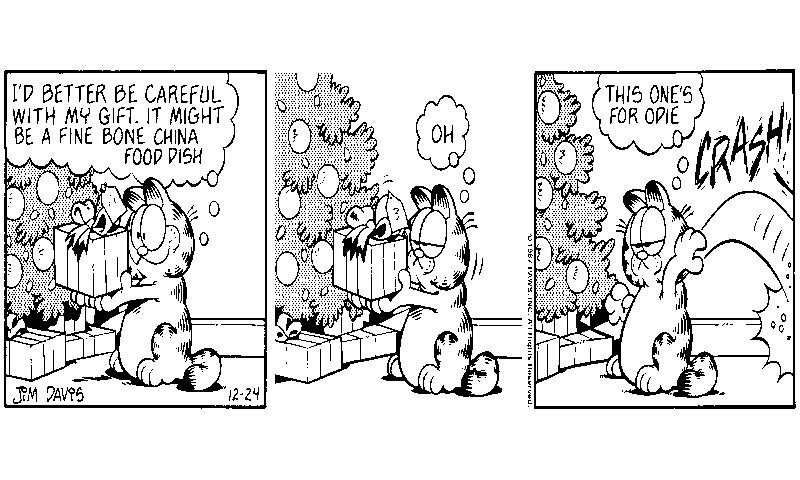 I'D BETTER BE CAREFUL
WITH MY GIFT. IT MIGHT
BE A FINE BONE CHINA
FOOD DISH
JIM DAVIS
12-24
OH
THIS ONE'S
FOR ODIE
CRASH!